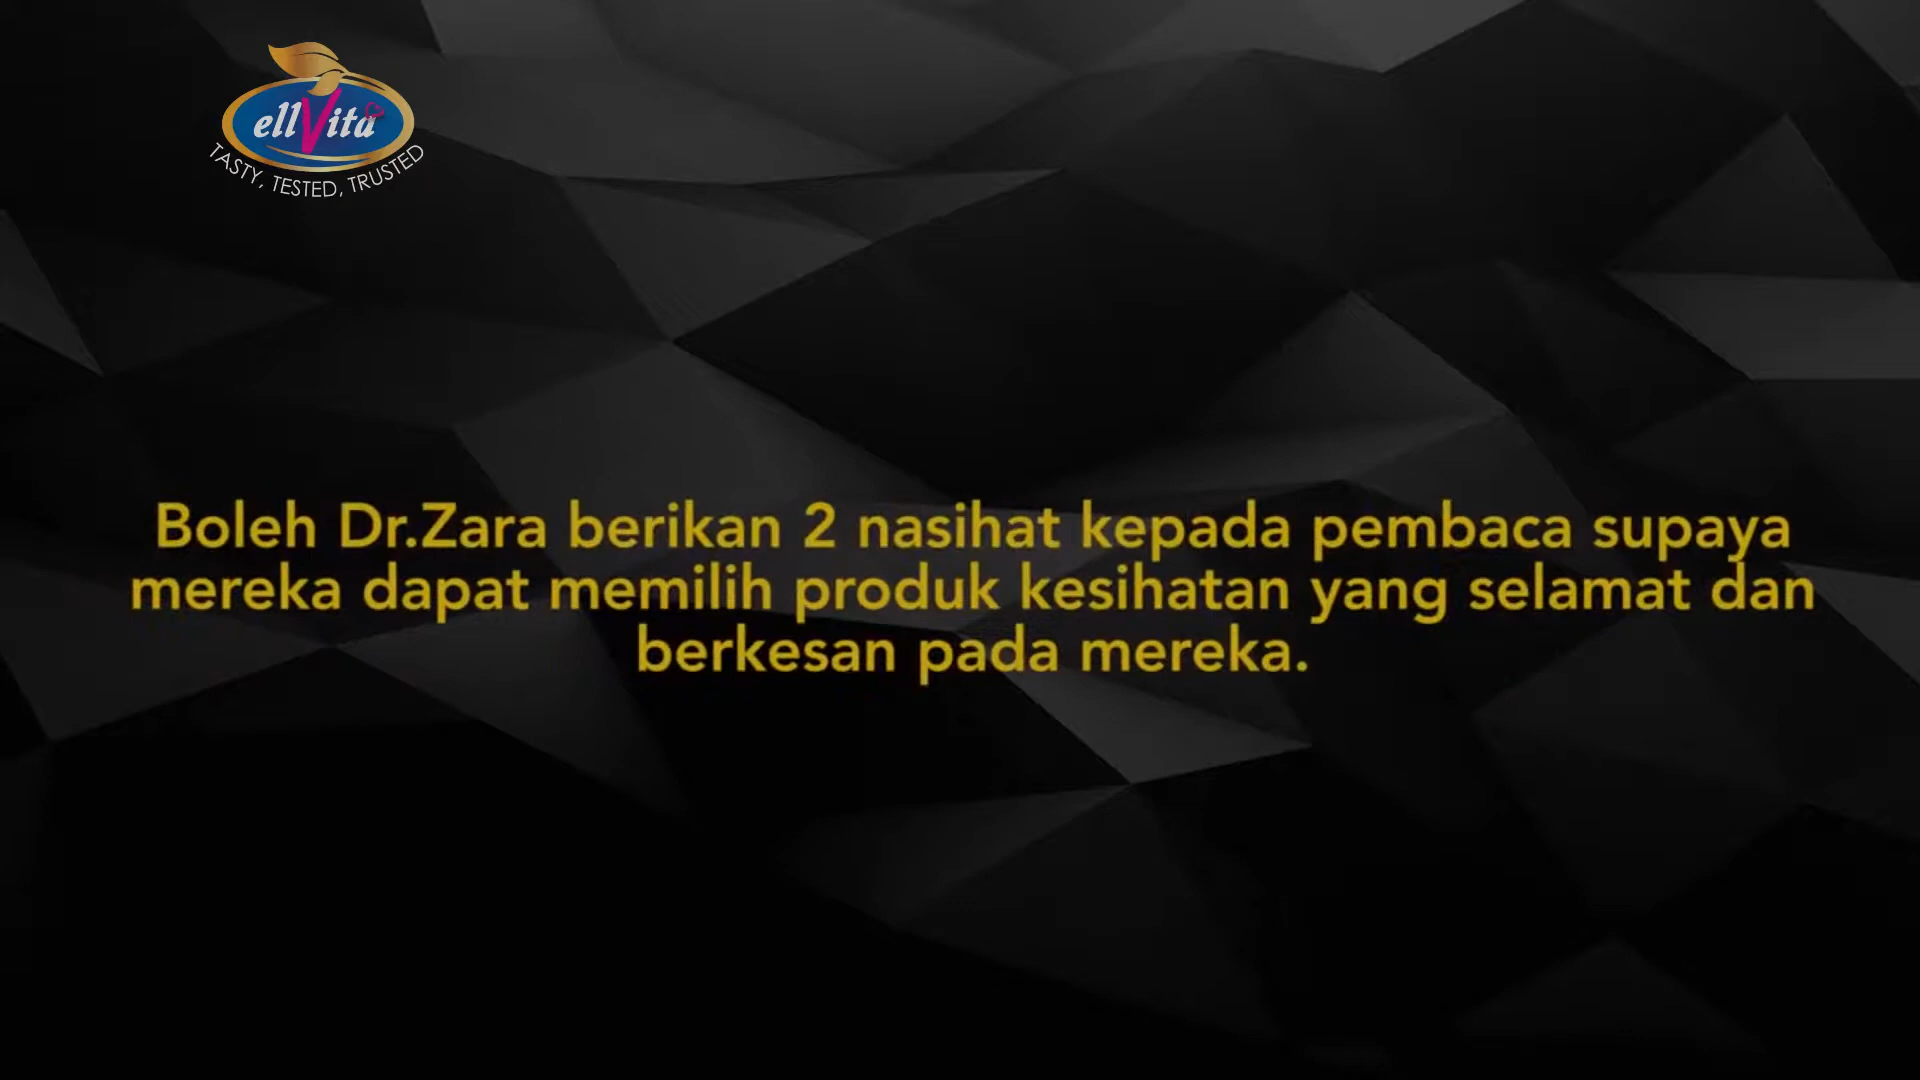 ellVita
TASTY, TESTED, TRUSTED
Boleh Dr.Zara berikan 2 nasihat kepada pembaca supaya
mereka dapat memilih produk kesihatan yang selamat dan
berkesan pada mereka.